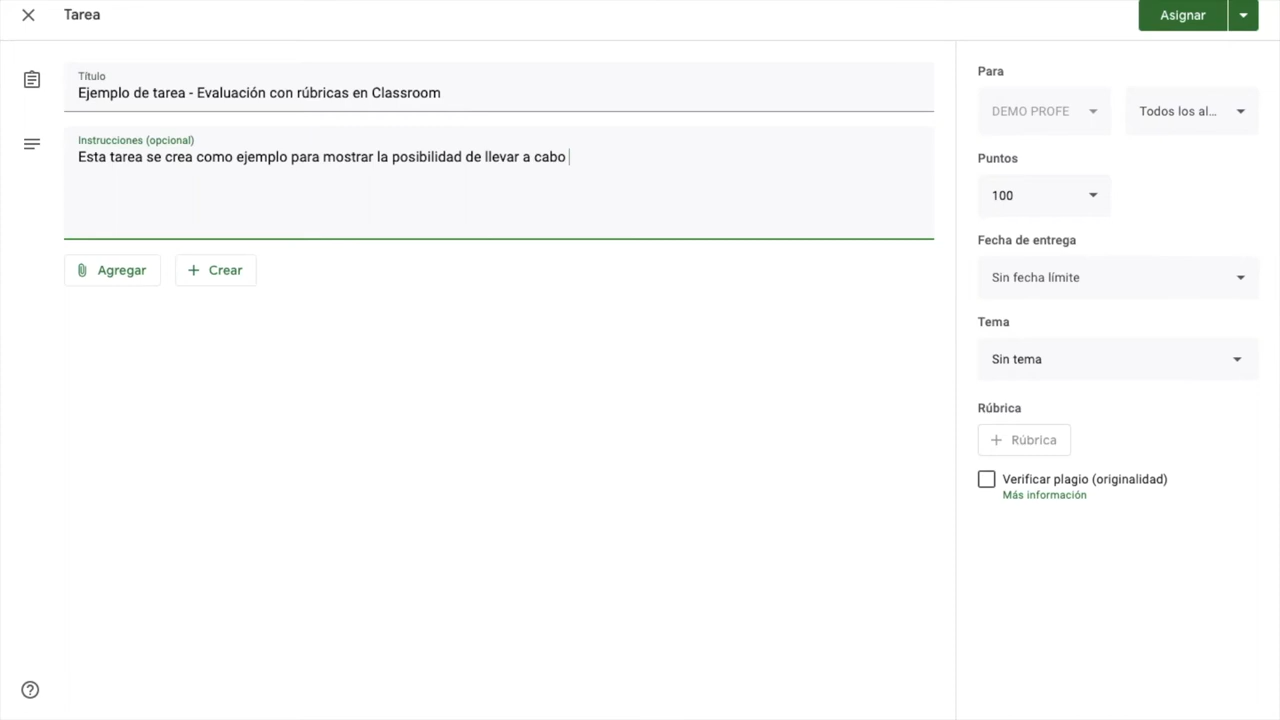 Tarea
Asignar
Título
Ejemplo de tarea - Evaluación con rúbricas en Classroom
Instrucciones (opcional)
Esta tarea se crea como ejemplo para mostrar la posibilidad de llevar a cabo
Agregar
Crear
Para
DEMO PROFE
Todos los al...
Puntos
100
Fecha de entrega
Sin fecha límite
Tema
Sin tema
Rúbrica
Rúbrica
Verificar plagio (originalidad)
Más información